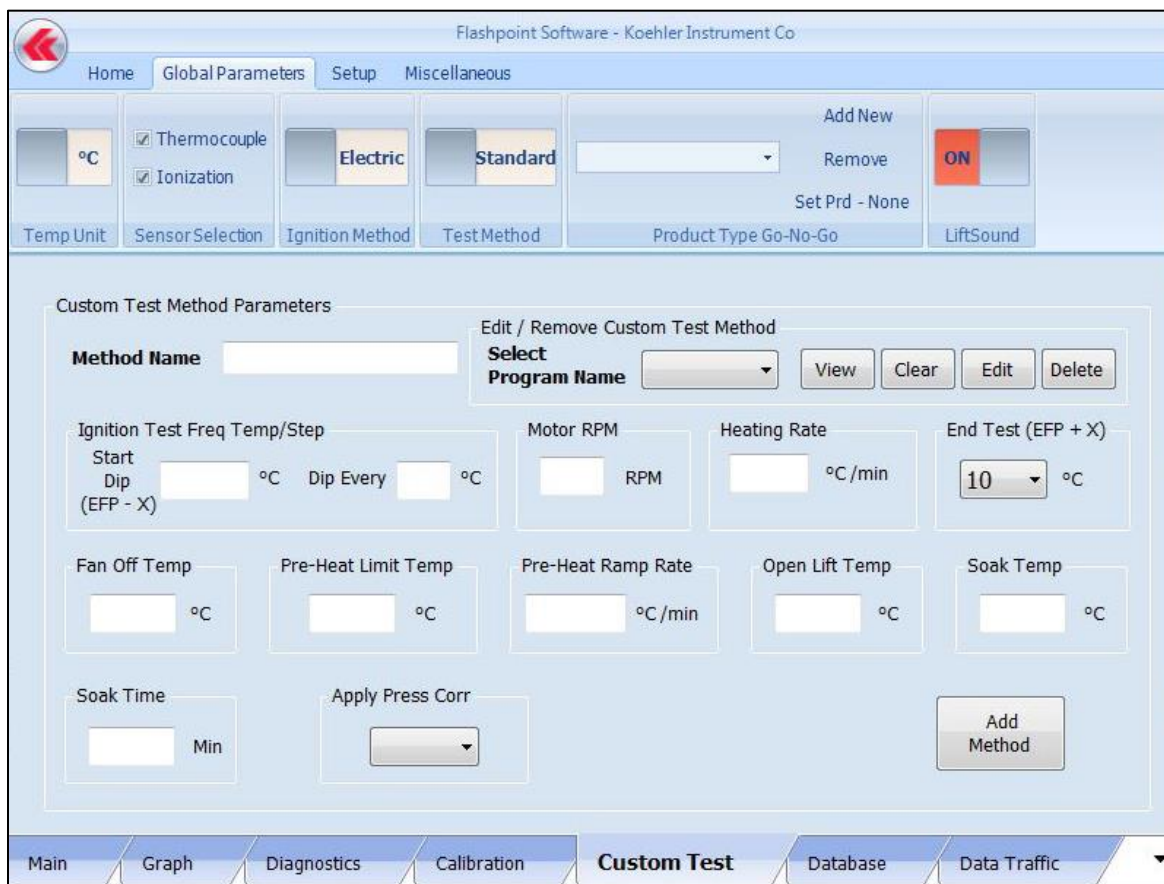 Flashpoint Software - Koehler Instrument Co
Home Global Parameters Setup Miscellaneous
°C
Temp Unit
Thermocouple
Ionization
Sensor Selection
Electric
Ignition Method
Standard
Test Method
Add New
Remove
Set Prd - None
Product Type Go-No-Go
ON
LiftSound
Custom Test Method Parameters
Method Name
Edit / Remove Custom Test Method
Select
Program Name
View Clear Edit Delete
Ignition Test Freq Temp/Step
Start
Dip
(EFP - X)
°C Dip Every °C
Motor RPM
RPM
Heating Rate
°C/min
End Test (EFP + X)
10 °C
Fan Off Temp
°C
Pre-Heat Limit Temp
°C
Pre-Heat Ramp Rate
°C/min
Open Lift Temp
°C
Soak Temp
°C
Soak Time
Min
Apply Press Corr
Add
Method
Main Graph Diagnostics Calibration Custom Test Database Data Traffic